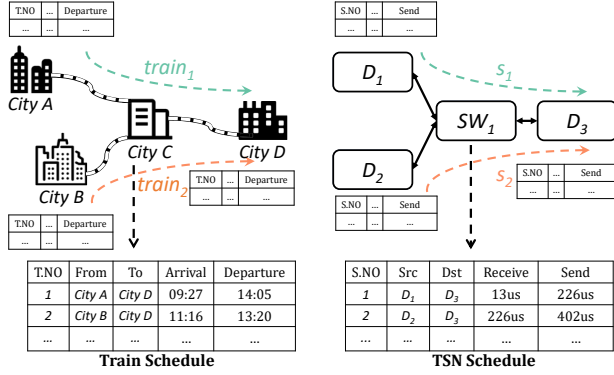 T.NO ... Departure
... ... ...
train1
City A
City C
City D
City B
train2
T.NO ... Departure
... ... ...
T.NO ... Departure
... ... ...
T.NO From To Arrival Departure
1 City A City D 09:27 14:05
2 City B City D 11:16 13:20
... ... ... ...
Train Schedule
S.NO ... Send
... ... ...
s1
D1
SW1
D3
D2
s2
S.NO ... Send
... ... ...
S.NO ... Send
... ... ...
S.NO Src Dst Receive Send
1 D1 D3 13us 226us
2 D2 D3 226us 402us
... ... ... ...
TSN Schedule